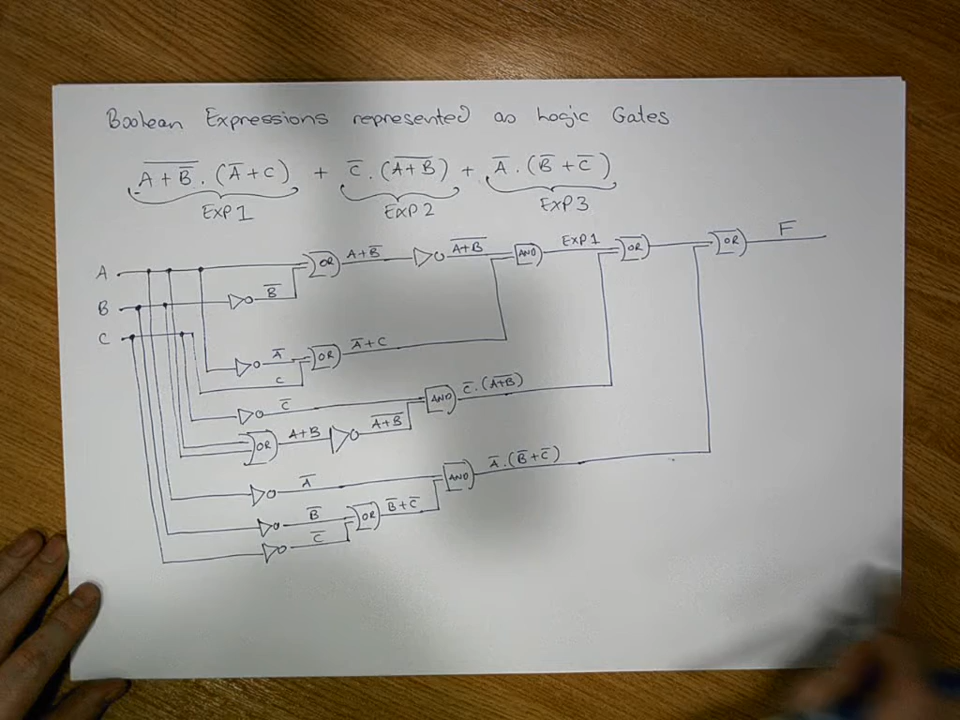 Boolean Expressions represented as Logic Gates
A̅ ̅+̅ ̅B̅̅ . (A̅ + C) + C̅ . (A̅ ̅+̅ ̅B̅) + A̅ . (B̅ + C̅)
EXP 1 EXP 2 EXP 3
F
A OR A+B̅ A̅+̅B̅̅ AND EXP 1 OR OR
B B̅
C
A̅ OR A̅+C
C
C̅ AND C̅.(A̅+̅B̅)
OR A+B A̅+̅B̅
A̅ AND A̅.(B̅+C̅)
B̅ OR B̅+C̅
C̅